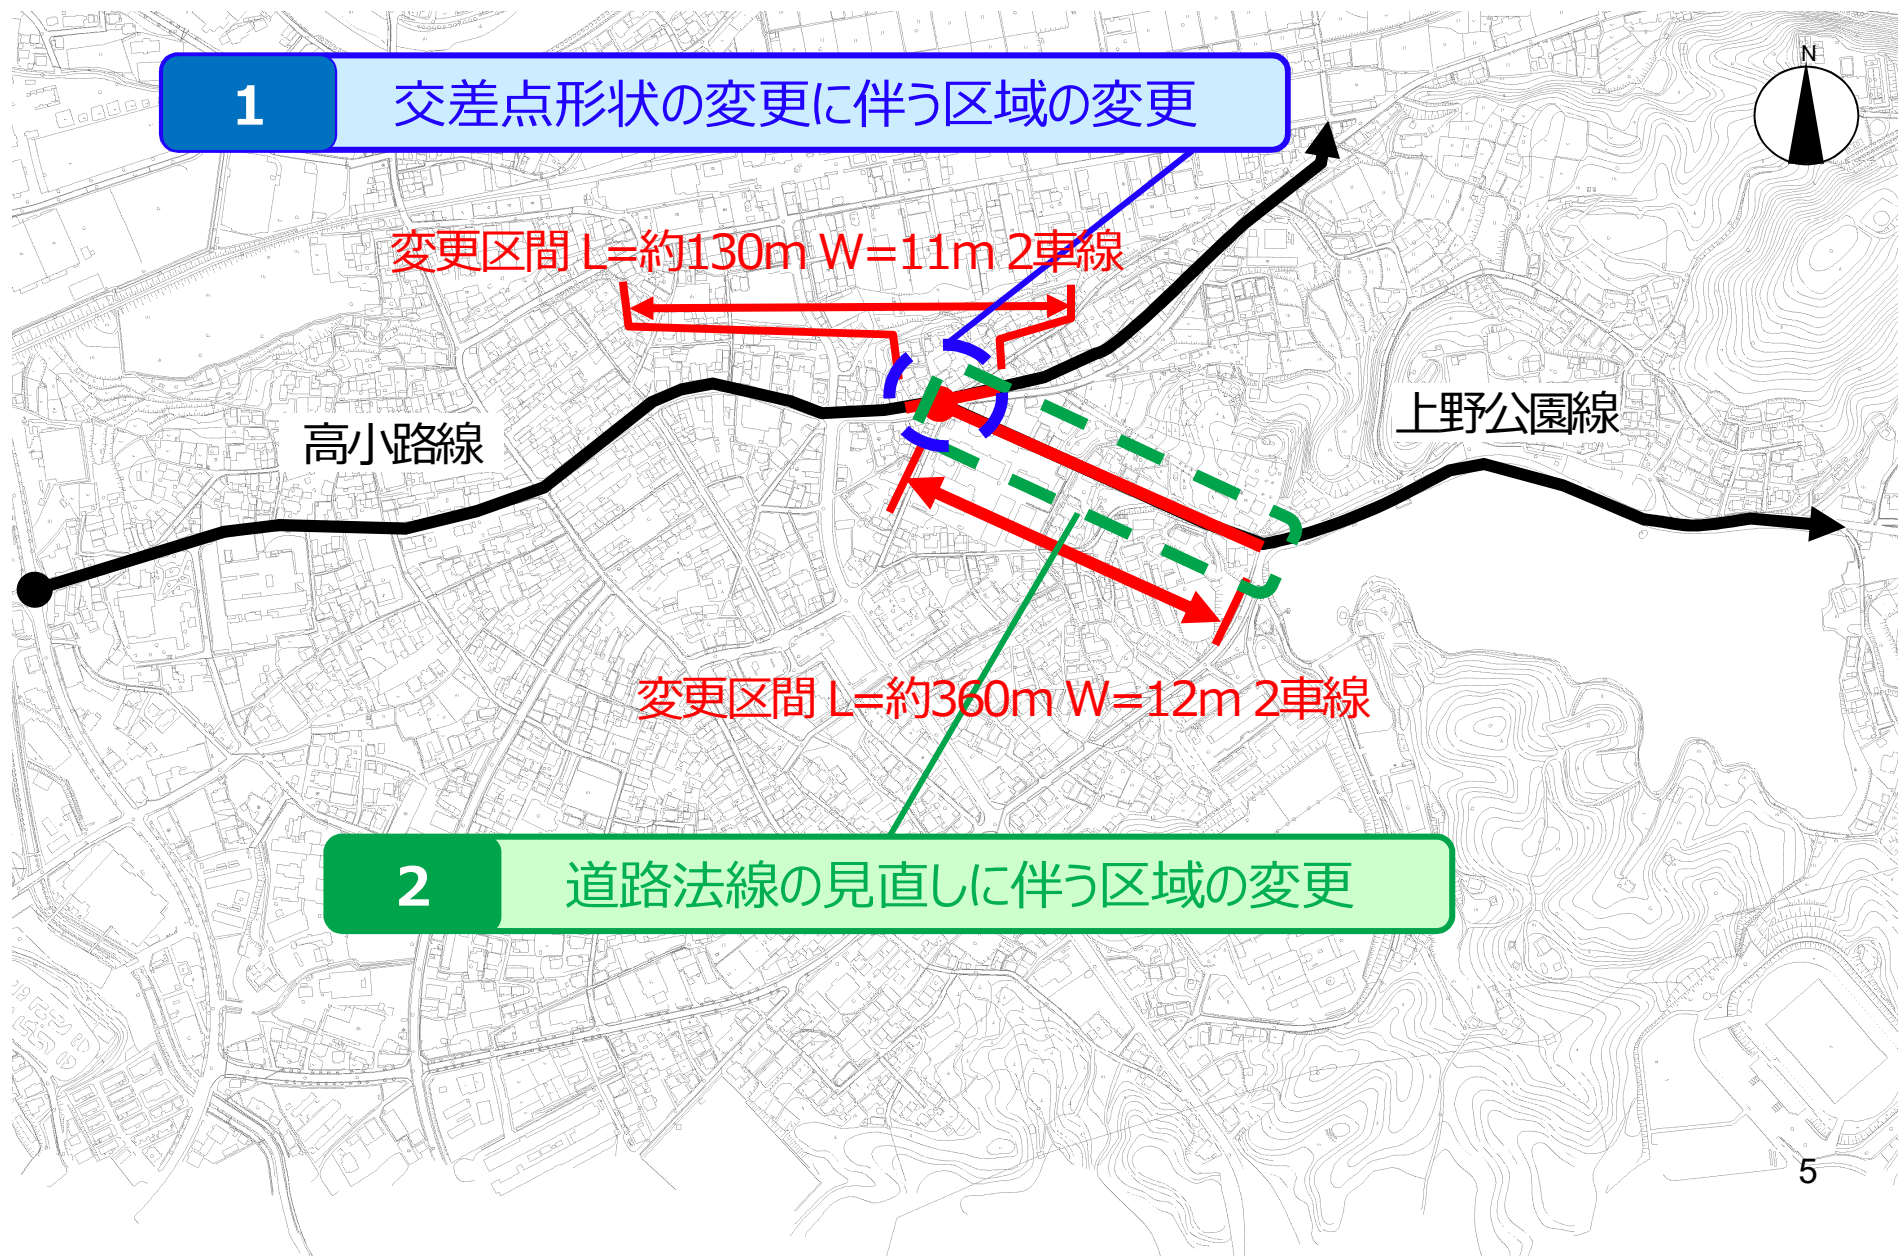 1 交差点形状の変更に伴う区域の変更
N
変更区間 L=約130m W=11m 2車線
上野公園線
高小路線
変更区間 L=約360m W=12m 2車線
2 道路法線の見直しに伴う区域の変更
5